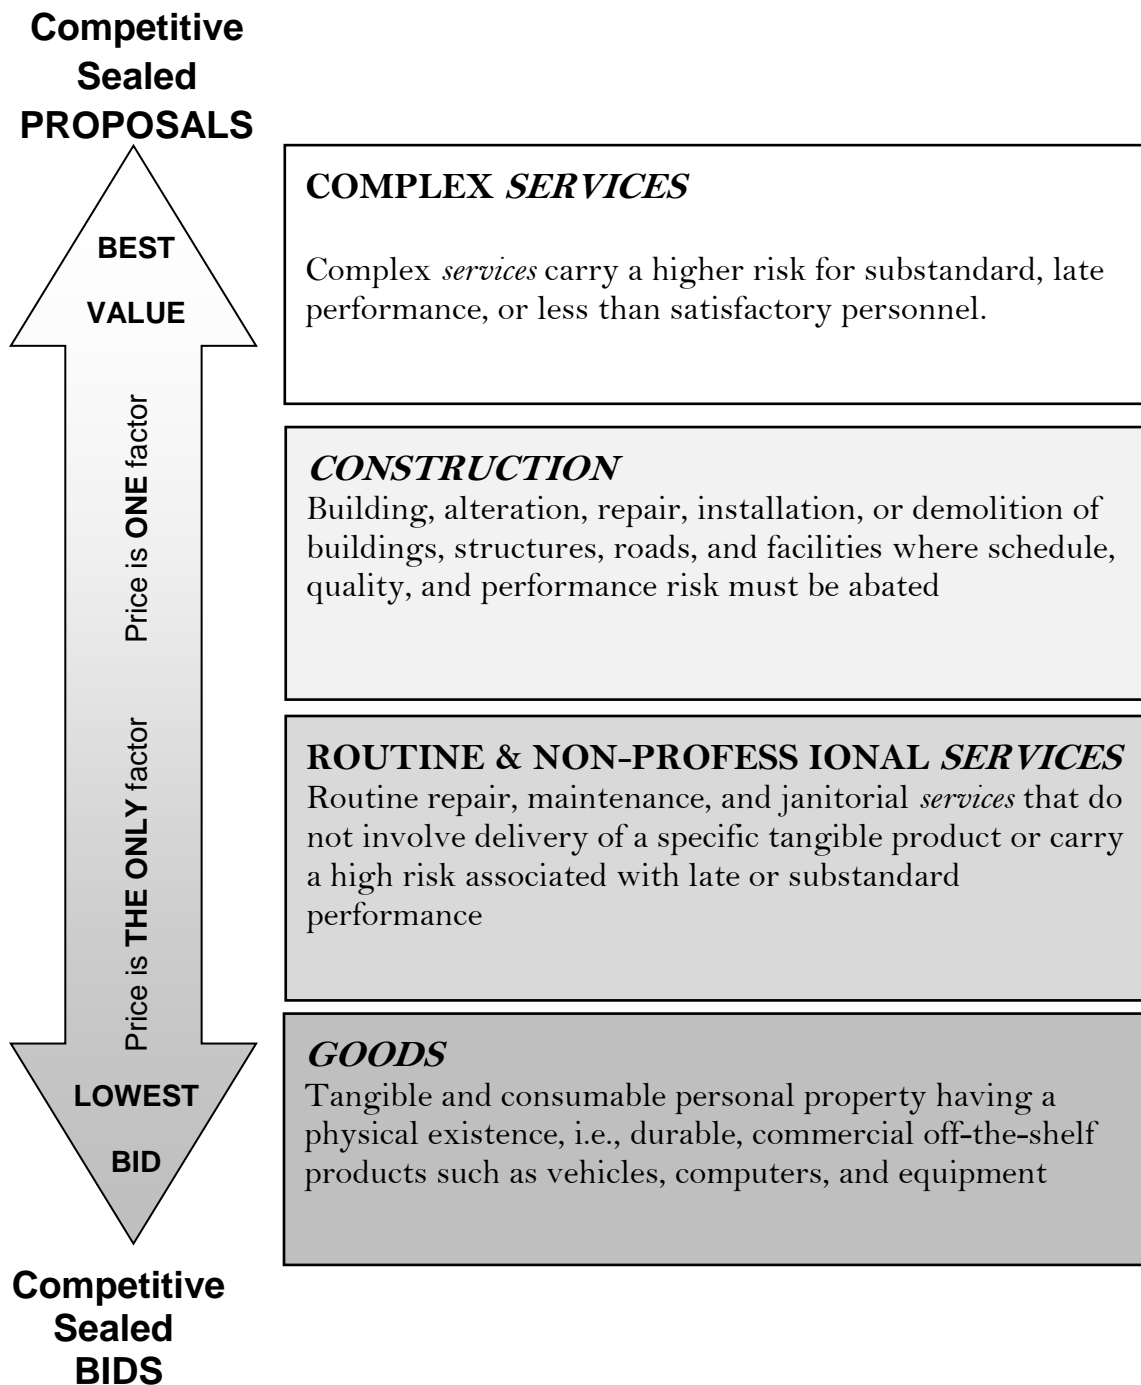 Competitive
Sealed
PROPOSALS
BEST
VALUE
Price is ONE factor
Price is THE ONLY factor
LOWEST
BID
Competitive
Sealed
BIDS
COMPLEX SERVICES
Complex services carry a higher risk for substandard, late
performance, or less than satisfactory personnel.
CONSTRUCTION
Building, alteration, repair, installation, or demolition of
buildings, structures, roads, and facilities where schedule,
quality, and performance risk must be abated
ROUTINE & NON-PROFESS IONAL SERVICES
Routine repair, maintenance, and janitorial services that do
not involve delivery of a specific tangible product or carry
a high risk associated with late or substandard
performance
GOODS
Tangible and consumable personal property having a
physical existence, i.e., durable, commercial off-the-shelf
products such as vehicles, computers, and equipment